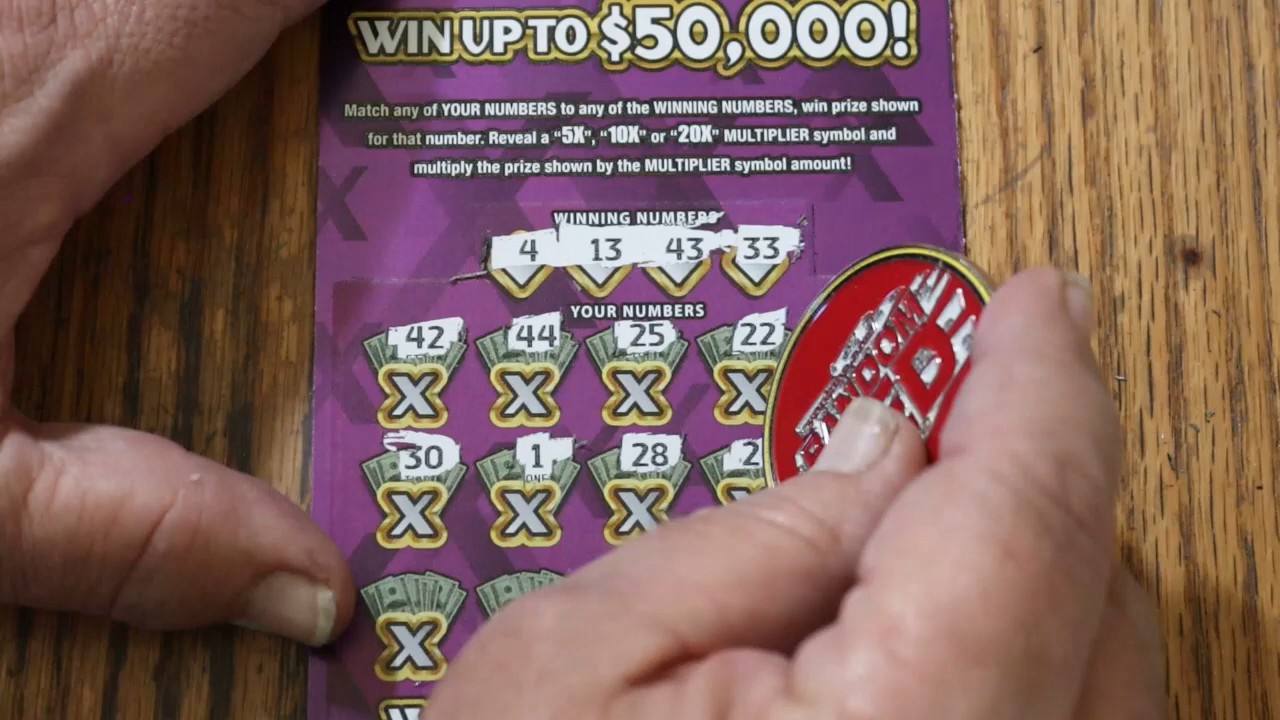 WIN UP TO $50,000!
Match any of YOUR NUMBERS to any of the WINNING NUMBERS, win prize shown
for that number. Reveal a "5X", "10X" or "20X" MULTIPLIER symbol and
multiply the prize shown by the MULTIPLIER symbol amount!
WINNING NUMBERS
4 13 43 33
YOUR NUMBERS
42 44 25 22
X X X X
30 1 28 2
ONE
X X X
X